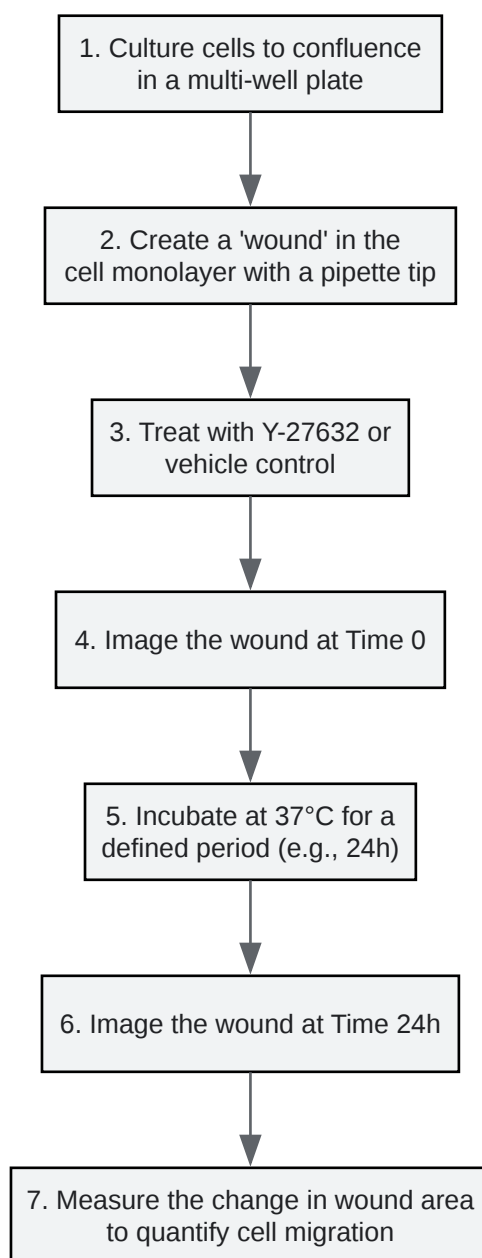 1. Culture cells to confluence
in a multi-well plate
2. Create a 'wound' in the
cell monolayer with a pipette tip
3. Treat with Y-27632 or
vehicle control
4. Image the wound at Time 0
5. Incubate at 37°C for a
defined period (e.g., 24h)
6. Image the wound at Time 24h
7. Measure the change in wound area
to quantify cell migration